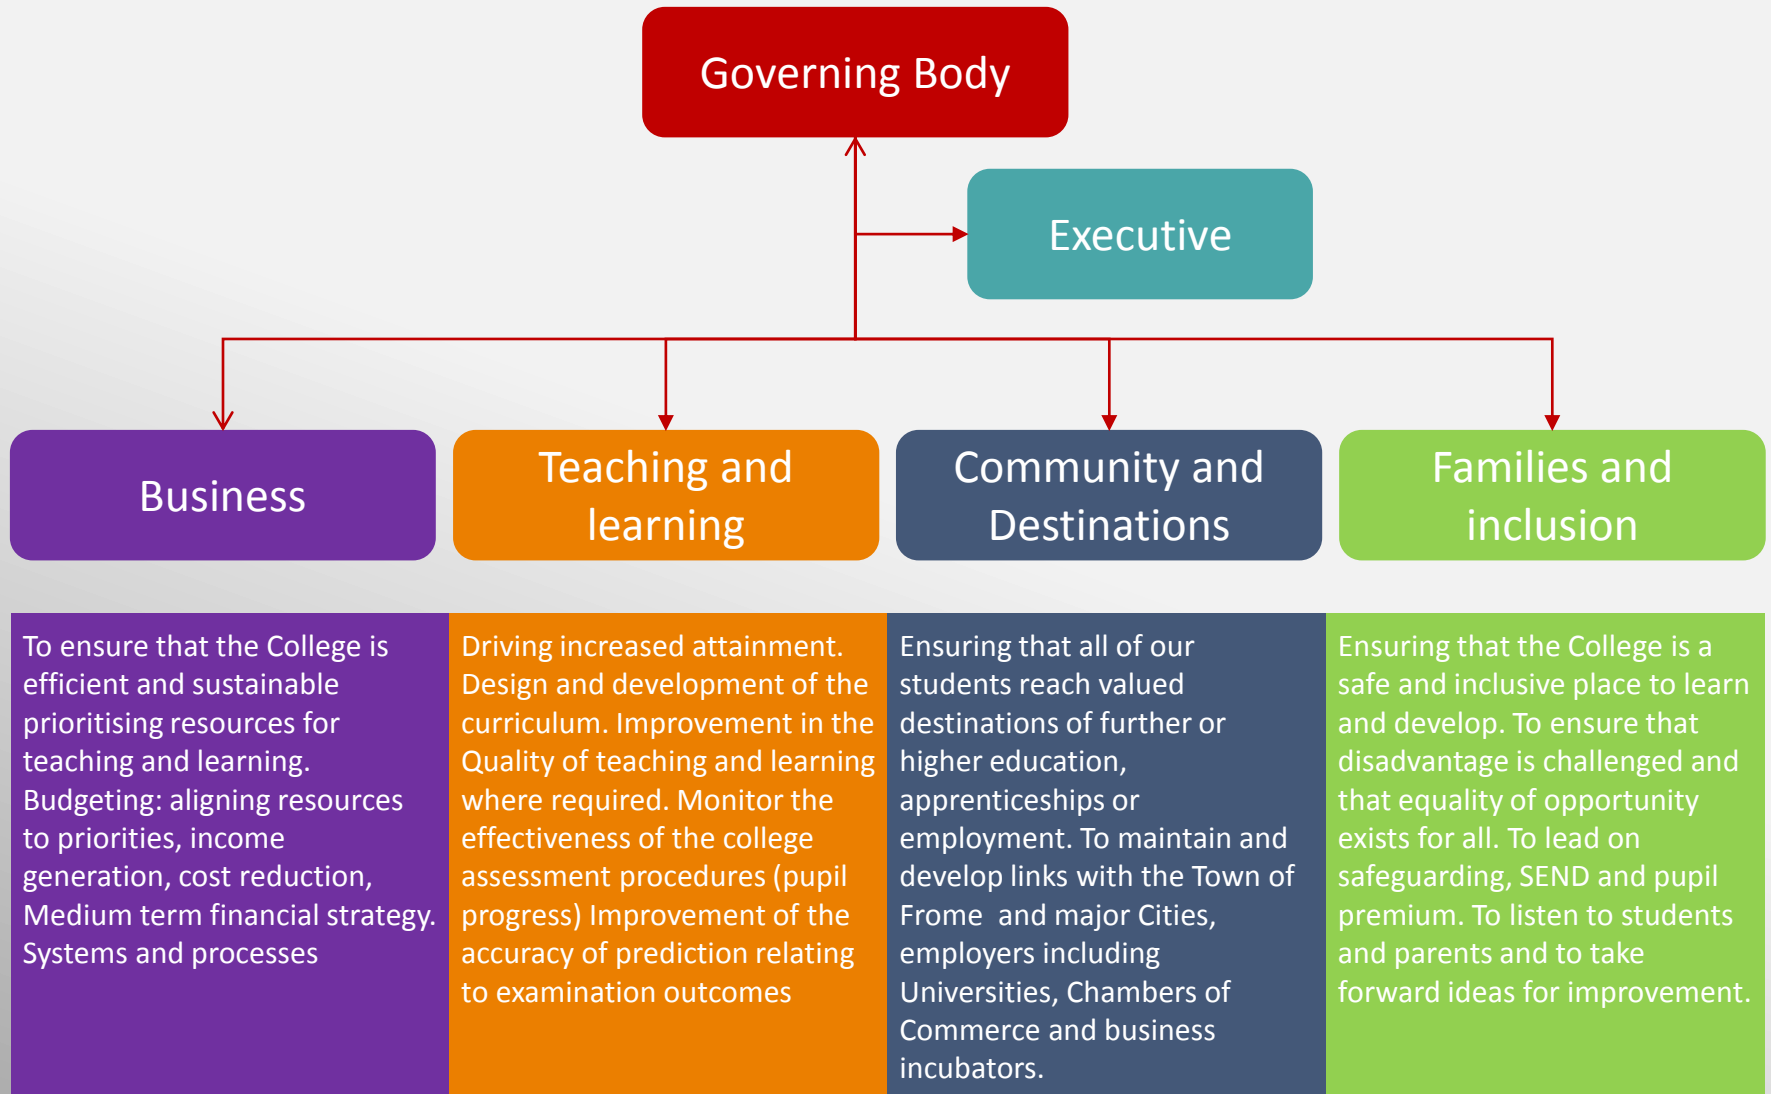 Governing Body
Executive
Business
Teaching and
learning
Community and
Destinations
Families and
inclusion
To ensure that the College is
efficient and sustainable
prioritising resources for
teaching and learning.
Budgeting: aligning resources
to priorities, income
generation, cost reduction,
Medium term financial strategy.
Systems and processes
Driving increased attainment.
Design and development of the
curriculum. Improvement in the
Quality of teaching and learning
where required. Monitor the
effectiveness of the college
assessment procedures (pupil
progress) Improvement of the
accuracy of prediction relating
to examination outcomes
Ensuring that all of our
students reach valued
destinations of further or
higher education,
apprenticeships or
employment. To maintain and
develop links with the Town of
Frome  and major Cities,
employers including
Universities, Chambers of
Commerce and business
incubators.
Ensuring that the College is a
safe and inclusive place to learn
and develop. To ensure that
disadvantage is challenged and
that equality of opportunity
exists for all. To lead on
safeguarding, SEND and pupil
premium. To listen to students
and parents and to take
forward ideas for improvement.